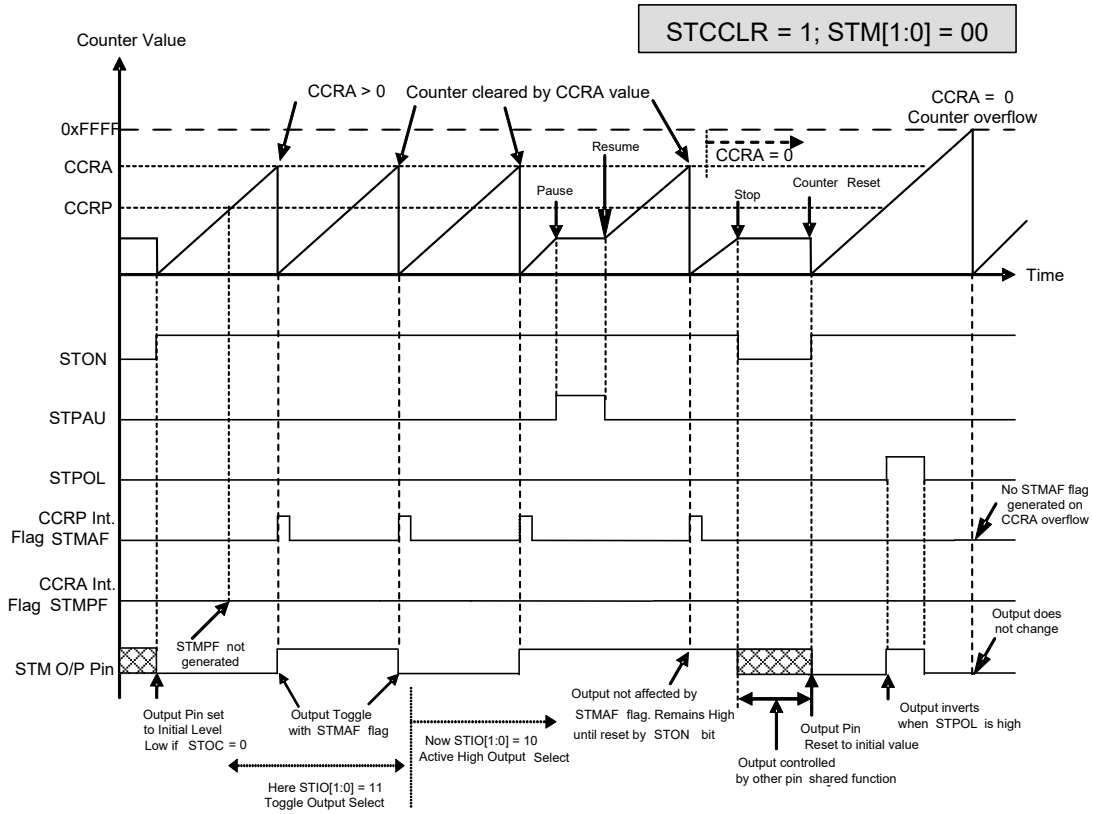 STCCLR = 1; STM[1:0] = 00
Counter Value
CCRA > 0
Counter cleared by CCRA value
CCRA = 0
Counter overflow
0xFFFF
CCRA
CCRP
Resume
CCRA = 0
Pause
Stop
Counter Reset
Time
STON
STPAU
STPOL
CCRP Int.
Flag STMAF
No STMAF flag
generated on
CCRA overflow
CCRA Int.
Flag STMPF
STMPF not
generated
Output does
not change
STM O/P Pin
Output Pin set
to Initial Level
Low if STOC = 0
Output Toggle
with STMAF flag
Now STIO[1:0] = 10
Active High Output Select
Output not affected by
STMAF flag. Remains High
until reset by STON bit
Output Pin
Reset to initial value
Output inverts
when STPOL is high
Output controlled
by other pin shared function
Here STIO[1:0] = 11
Toggle Output Select